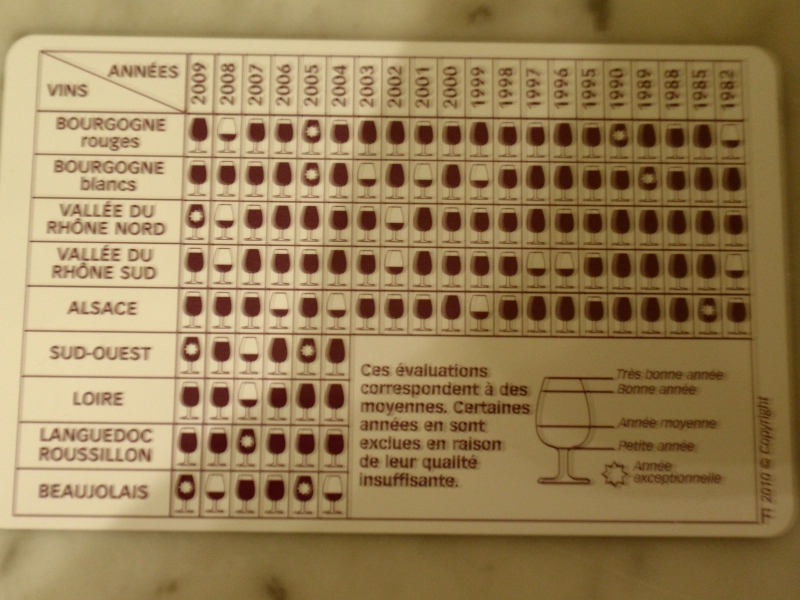 ANNÉES
VINS
2009 2008 2007 2006 2005 2004 2003 2002 2001 2000 1999 1998 1997 1996 1995 1990 1989 1988 1985 1982
BOURGOGNE
rouges
BOURGOGNE
blancs
VALLÉE DU
RHÔNE NORD
VALLÉE DU
RHÔNE SUD
ALSACE
SUD-OUEST
LOIRE
LANGUEDOC
ROUSSILLON
BEAUJOLAIS
Ces évaluations
correspondent à des
moyennes. Certaines
années en sont
exclues en raison
de leur qualité
insuffisante.
Très bonne année
Bonne année
Année moyenne
Petite année
Année
exceptionnelle
2010 © Copyright